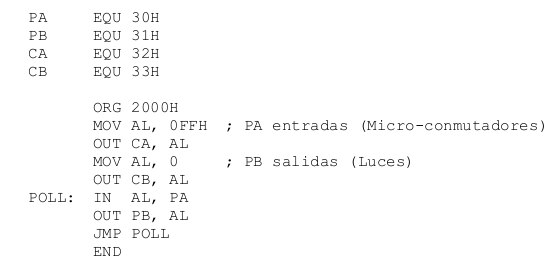 PA EQU 30H
PB EQU 31H
CA EQU 32H
CB EQU 33H
ORG 2000H
MOV AL, 0FFH ; PA entradas (Micro-conmutadores)
OUT CA, AL
MOV AL, 0 ; PB salidas (Luces)
OUT CB, AL
POLL: IN AL, PA
OUT PB, AL
JMP POLL
END